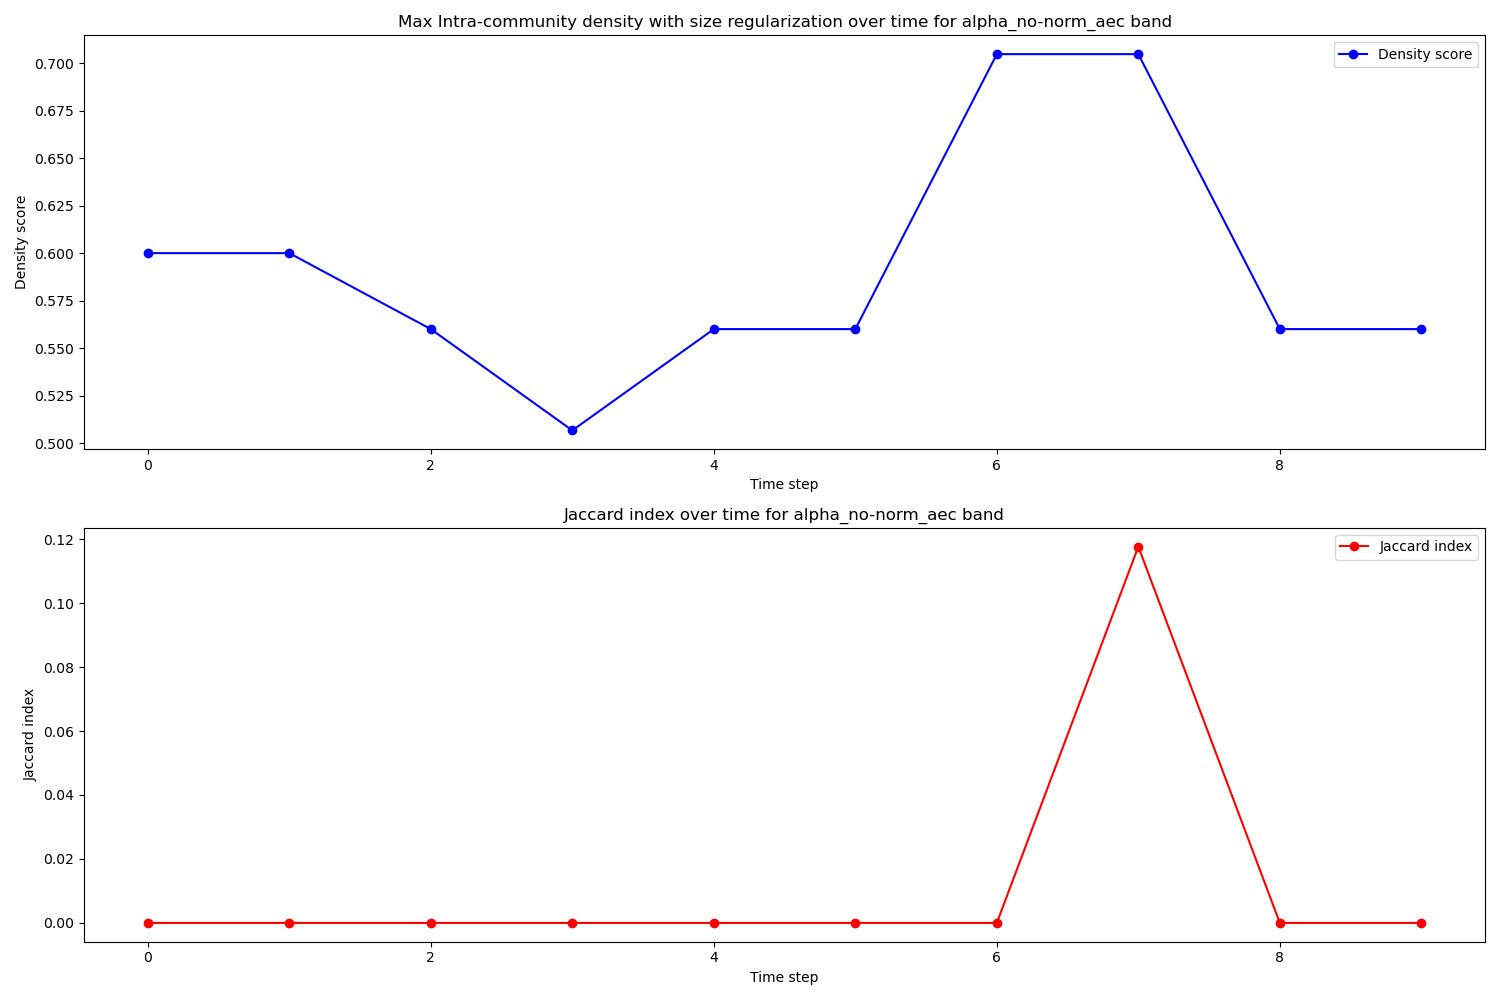 Max Intra-community density with size regularization over time for alpha_no-norm_aec band
Density score
0.700
0.675
0.650
0.625
0.600
0.575
0.550
0.525
0.500
Density score
0 2 4 6 8
Time step
Jaccard index over time for alpha_no-norm_aec band
Jaccard index
0.12
0.10
0.08
0.06
0.04
0.02
0.00
Jaccard index
0 2 4 6 8
Time step